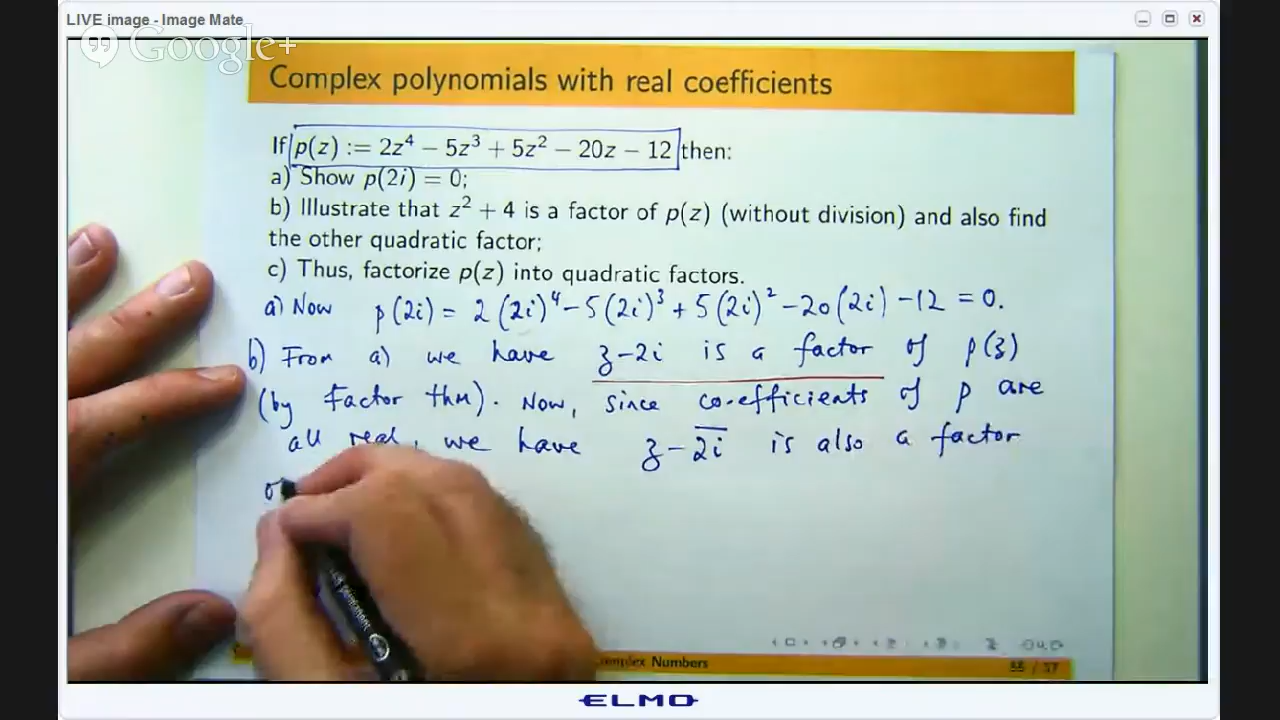 LIVE image - Image Mate
Google+
Complex polynomials with real coefficients
If p(z) := 2z⁴ − 5z³ + 5z² − 20z − 12 then:
a) Show p(2i) = 0;
b) Illustrate that z² + 4 is a factor of p(z) (without division) and also find
the other quadratic factor;
c) Thus, factorize p(z) into quadratic factors.
a) Now p(2i) = 2(2i)⁴ − 5(2i)³ + 5(2i)² − 20(2i) − 12 = 0.
b) From a) we have z − 2i is a factor of p(z)
(by Factor thm). Now, since co-efficients of p are
all real, we have z − 2i̅ is also a factor
Complex Numbers
/ 57
ELMO